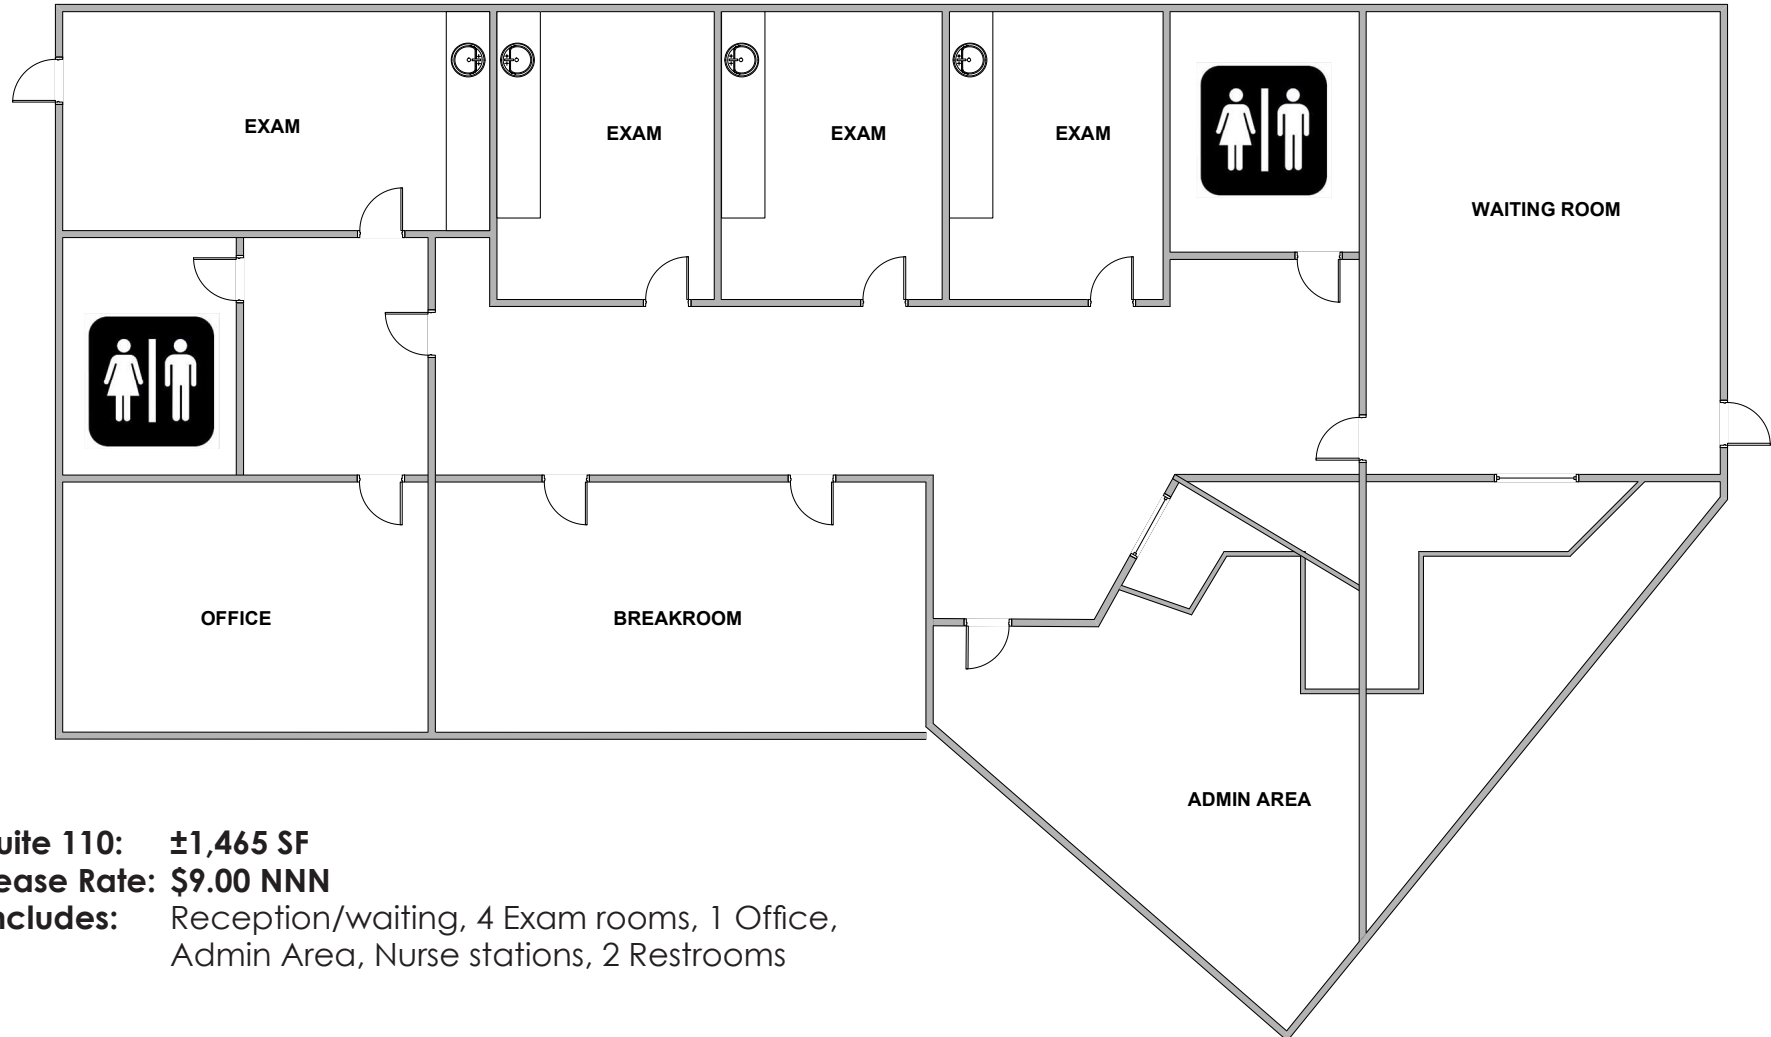 EXAM
EXAM
EXAM
EXAM
WAITING ROOM
OFFICE
BREAKROOM
ADMIN AREA
uite 110: ±1,465 SF
ease Rate: $9.00 NNN
ncludes: Reception/waiting, 4 Exam rooms, 1 Office,
Admin Area, Nurse stations, 2 Restrooms